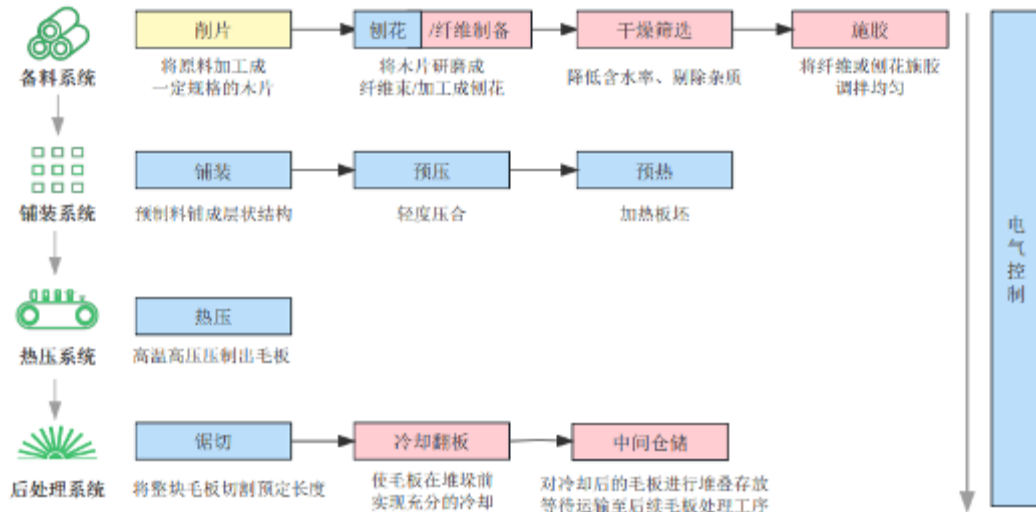 削片
刨花/纤维制备
干燥筛选
施胶
备料系统
将原料加工成
一定规格的木片
将木片研磨成
纤维束/加工成刨花
降低含水率、剔除杂质
将纤维或刨花施胶
调拌均匀
铺装
预压
预热
铺装系统
预制料铺成层状结构
轻度压合
加热板坯
电气控制
热压
热压系统
高温高压压制出毛板
锯切
冷却翻板
中间仓储
后处理系统
将整块毛板切割预定长度
使毛板在堆垛前
实现充分的冷却
对冷却后的毛板进行堆叠存放
等待运输至后续毛板处理工序